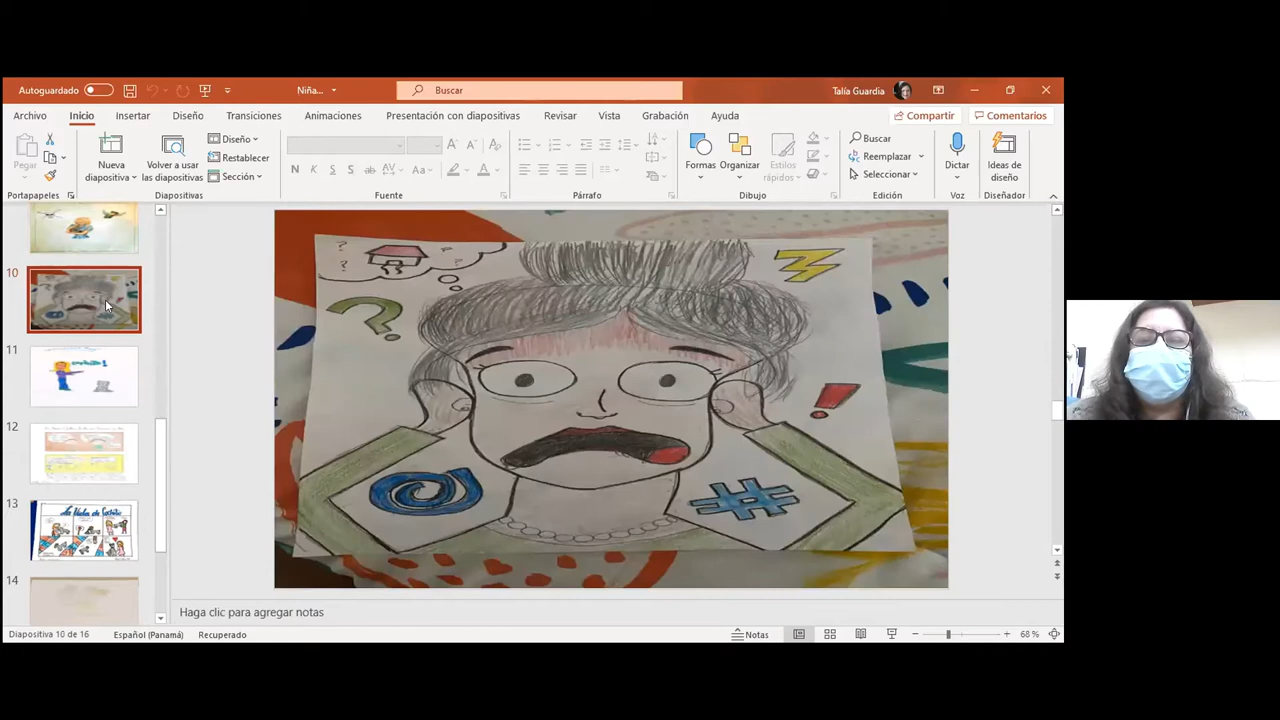 Autoguardado
Niña...
Buscar
Talía Guardia
Archivo
Inicio
Insertar
Diseño
Transiciones
Animaciones
Presentación con diapositivas
Revisar
Vista
Grabación
Ayuda
Compartir
Comentarios
Pegar
Nueva
diapositiva
Volver a usar
las diapositivas
Diseño
Restablecer
Sección
N K S ab AV Aa A
Formas
Organizar
Estilos
rápidos
Buscar
Reemplazar
Seleccionar
Dictar
Ideas de
diseño
Portapapeles
Diapositivas
Fuente
Párrafo
Dibujo
Edición
Voz
Diseñador
10
11
12
13
14
? ? ? ?
?
!
#
Haga clic para agregar notas
Diapositiva 10 de 16
Español (Panamá)
Recuperado
Notas
68 %